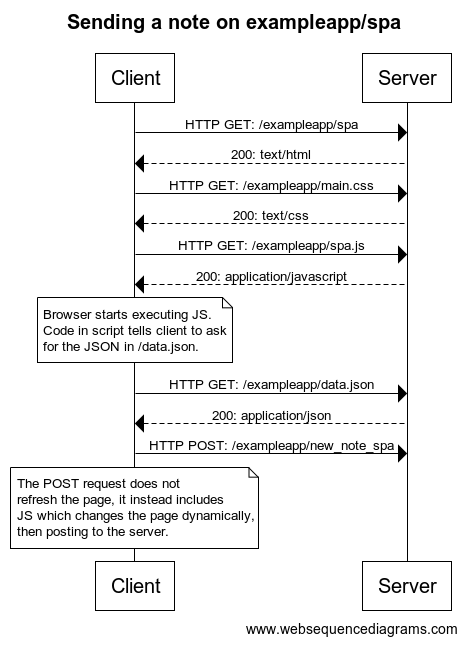 Sending a note on exampleapp/spa
Client
Server
HTTP GET: /exampleapp/spa
200: text/html
HTTP GET: /exampleapp/main.css
200: text/css
HTTP GET: /exampleapp/spa.js
200: application/javascript
Browser starts executing JS.
Code in script tells client to ask
for the JSON in /data.json.
HTTP GET: /exampleapp/data.json
200: application/json
HTTP POST: /exampleapp/new_note_spa
The POST request does not
refresh the page, it instead includes
JS which changes the page dynamically,
then posting to the server.
Client
Server
www.websequencediagrams.com